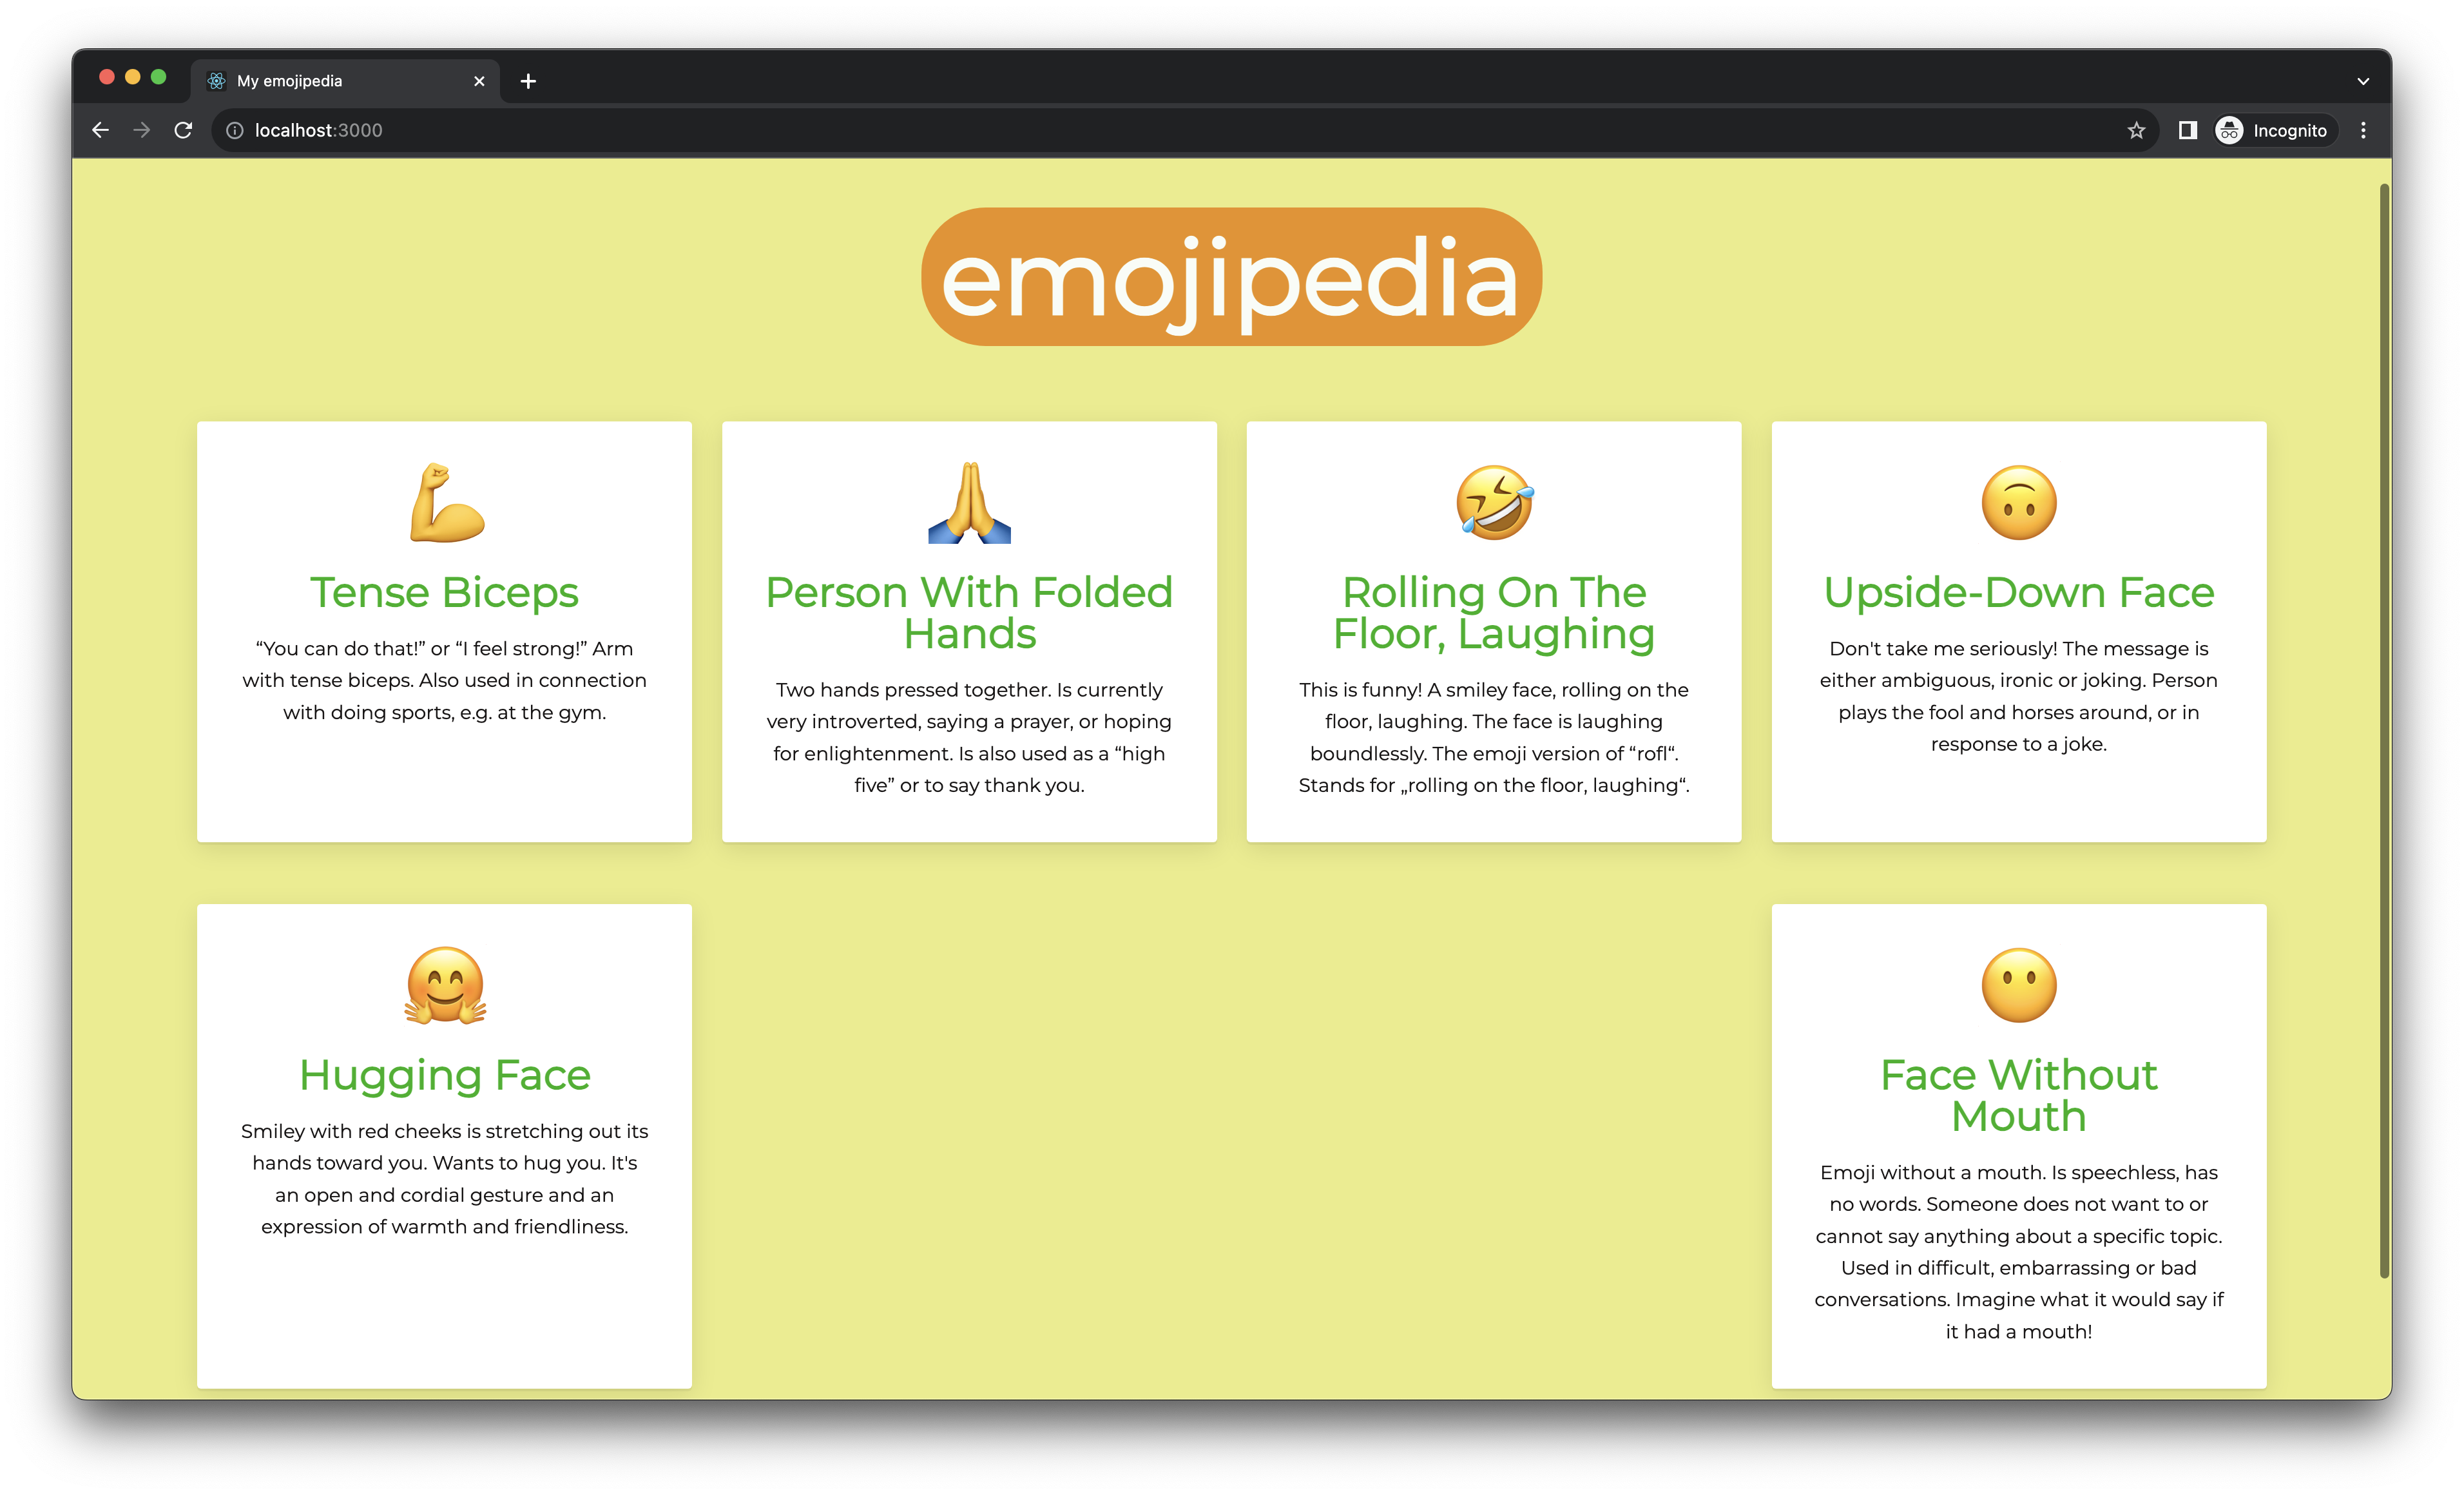 My emojipedia
localhost:3000
Incognito
emojipedia
Tense Biceps
“You can do that!” or “I feel strong!” Arm
with tense biceps. Also used in connection
with doing sports, e.g. at the gym.
Person With Folded
Hands
Two hands pressed together. Is currently
very introverted, saying a prayer, or hoping
for enlightenment. Is also used as a “high
five” or to say thank you.
Rolling On The
Floor, Laughing
This is funny! A smiley face, rolling on the
floor, laughing. The face is laughing
boundlessly. The emoji version of “rofl“.
Stands for „rolling on the floor, laughing“.
Upside-Down Face
Don't take me seriously! The message is
either ambiguous, ironic or joking. Person
plays the fool and horses around, or in
response to a joke.
Hugging Face
Smiley with red cheeks is stretching out its
hands toward you. Wants to hug you. It's
an open and cordial gesture and an
expression of warmth and friendliness.
Face Without
Mouth
Emoji without a mouth. Is speechless, has
no words. Someone does not want to or
cannot say anything about a specific topic.
Used in difficult, embarrassing or bad
conversations. Imagine what it would say if
it had a mouth!